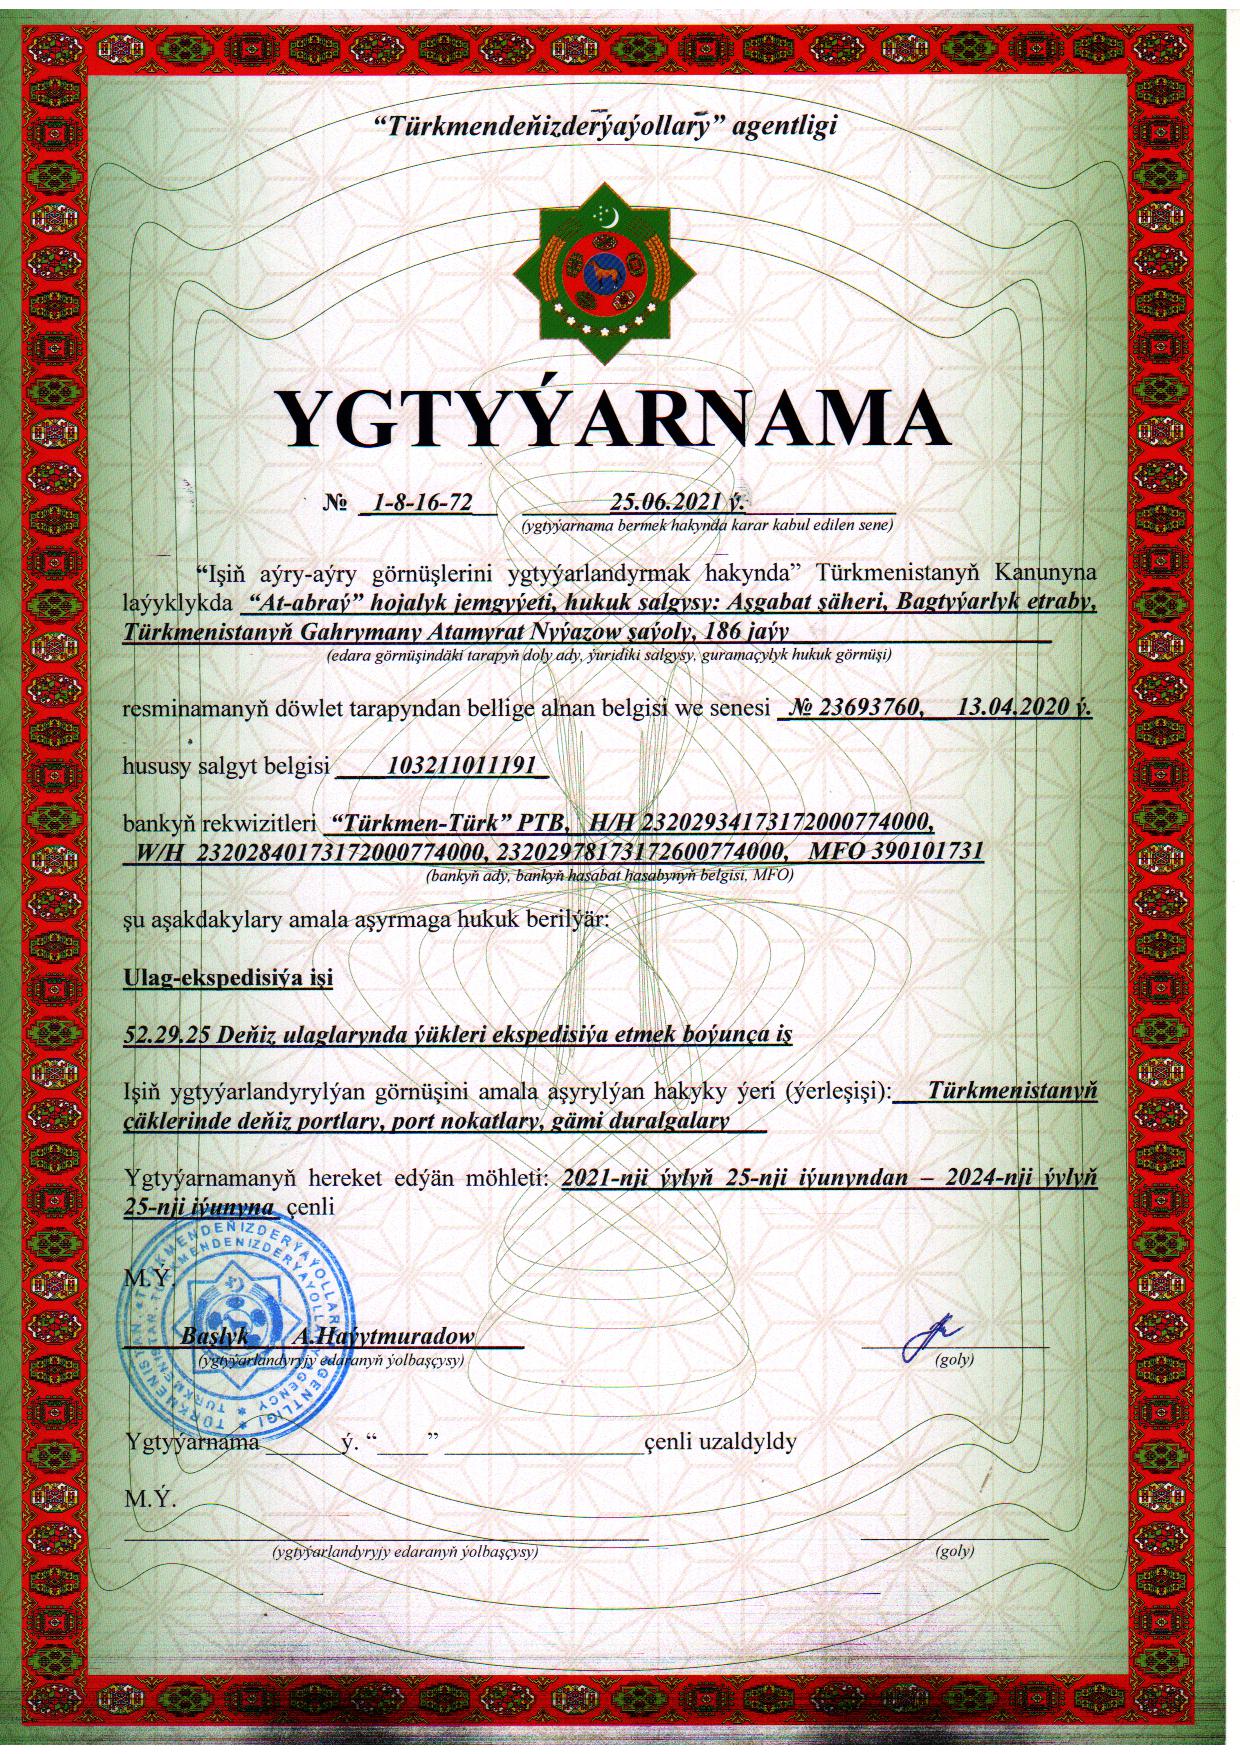 “Türkmendeňizderýaýollary” agentligi
YGTYÝARNAMA
№ 1-8-16-72 25.06.2021 ý.
(ygtyýarnama bermek hakynda karar kabul edilen sene)
“Işiň aýry-aýry görnüşlerini ygtyýarlandyrmak hakynda” Türkmenistanyň Kanunyna
laýyklykda “At-abraý” hojalyk jemgyýeti, hukuk salgysy: Aşgabat şäheri, Bagtyýarlyk etraby,
Türkmenistanyň Gahrymany Atamyrat Nyýazow şaýoly, 186 jaýy
(edara görnüşindäki tarapyň doly ady, ýuridiki salgysy, guramaçylyk hukuk görnüşi)
resminamanyň döwlet tarapyndan bellige alnan belgisi we senesi № 23693760, 13.04.2020 ý.
hususy salgyt belgisi 103211011191
bankyň rekwizitleri “Türkmen-Türk” PTB, H/H 23202934173172000774000,
W/H 23202840173172000774000, 23202978173172600774000, MFO 390101731
(bankyň ady, bankyň hasabat hasabynyň belgisi, MFO)
şu aşakdakylary amala aşyrmaga hukuk berilýär:
Ulag-ekspedisiýa işi
52.29.25 Deňiz ulaglarynda ýükleri ekspedisiýa etmek boýunça iş
Işiň ygtyýarlandyrylýan görnüşini amala aşyrylýan hakyky ýeri (ýerleşişi): Türkmenistanyň
çäklerinde deňiz portlary, port nokatlary, gämi duralgalary
Ygtyýarnamanyň hereket edýän möhleti: 2021-nji ýylyň 25-nji iýunyndan – 2024-nji ýylyň
25-nji iýunyna çenli
M.Ý.
Başlyk A.Haýytmuradow
(ygtyýarlandyryjy edaranyň ýolbaşçysy) (goly)
Ygtyýarnama ______ý. “____” ________________çenli uzaldyldy
M.Ý.
(ygtyýarlandyryjy edaranyň ýolbaşçysy) (goly)